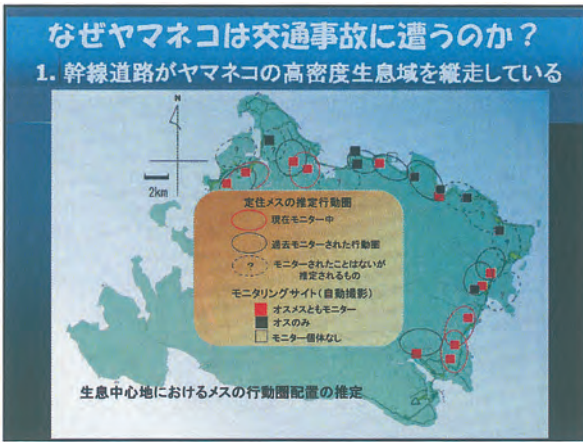 なぜヤマネコは交通事故に遭うのか？
1. 幹線道路がヤマネコの高密度生息域を縦走している
N
2km
定住メスの推定行動圏
現在モニター中
過去モニターされた行動圏
?
モニターされたことはないが
推定されるもの
モニタリングサイト(自動撮影)
オスメスともモニター
オスのみ
モニター個体なし
生息中心地におけるメスの行動圏配置の推定